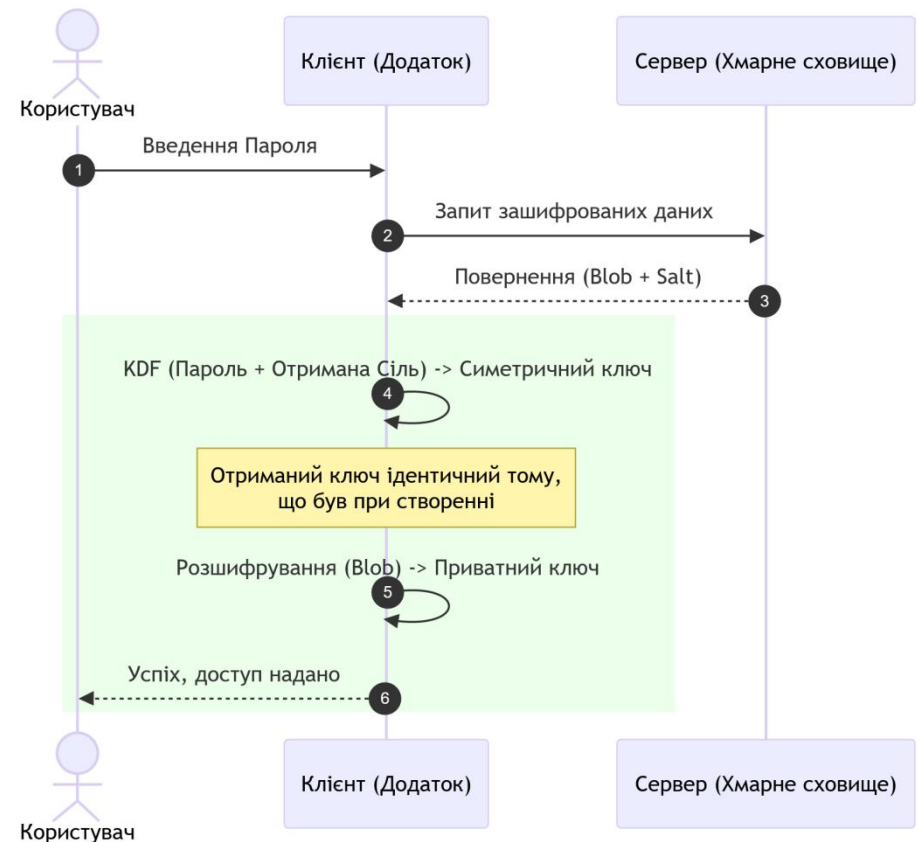 Клієнт (Додаток)
Сервер (Хмарне сховище)
Користувач
Введення Пароля
1
Запит зашифрованих даних
2
Повернення (Blob + Salt)
3
KDF (Пароль + Отримана Сіль) -> Симетричний ключ
4
Отриманий ключ ідентичний тому,
що був при створенні
Розшифрування (Blob) -> Приватний ключ
5
Успіх, доступ надано
6
Клієнт (Додаток)
Сервер (Хмарне сховище)
Користувач